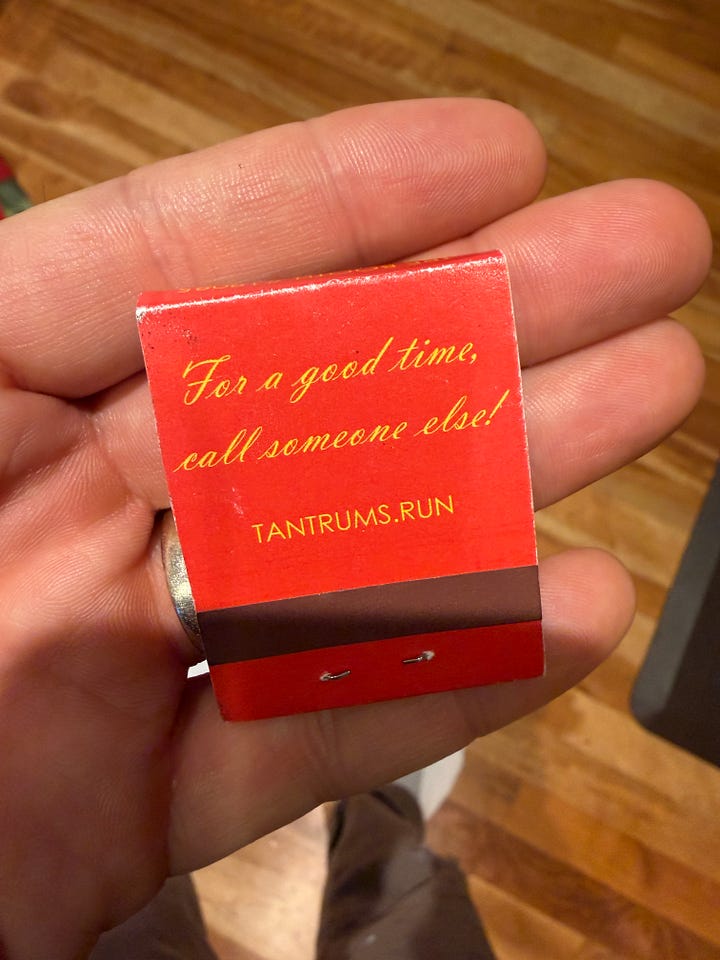 For a good time,
call someone else!
TANTRUMS.RUN